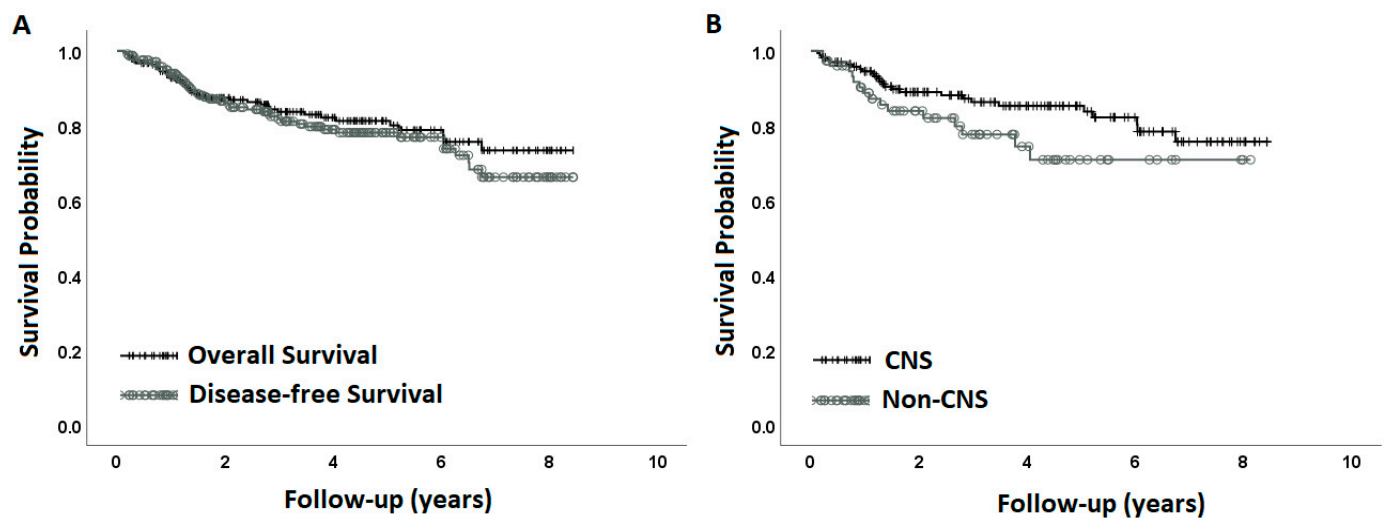 A
Survival Probability
1.0
0.8
0.6
0.4
0.2
0.0
Overall Survival
Disease-free Survival
0 2 4 6 8 10
Follow-up (years)
B
Survival Probability
1.0
0.8
0.6
0.4
0.2
0.0
CNS
Non-CNS
0 2 4 6 8 10
Follow-up (years)